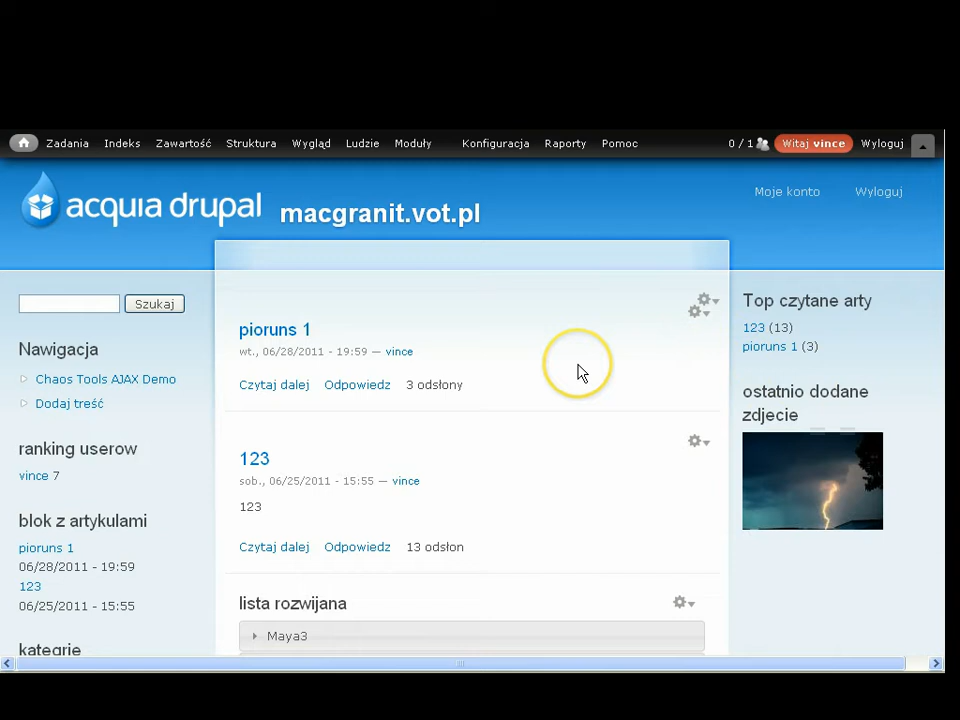 Zadania Indeks Zawartość Struktura Wygląd Ludzie Moduły Konfiguracja Raporty Pomoc 0 / 1 Witaj vince Wyloguj
acquia drupal macgranit.vot.pl
Moje konto Wyloguj
Szukaj
Nawigacja
Chaos Tools AJAX Demo
Dodaj treść
ranking userow
vince 7
blok z artykulami
pioruns 1
06/28/2011 - 19:59
123
06/25/2011 - 15:55
kategrie
pioruns 1
wt., 06/28/2011 - 19:59 — vince
Czytaj dalej Odpowiedz 3 odsłony
123
sob., 06/25/2011 - 15:55 — vince
123
Czytaj dalej Odpowiedz 13 odsłon
lista rozwijana
Maya3
Top czytane arty
123 (13)
pioruns 1 (3)
ostatnio dodane
zdjecie